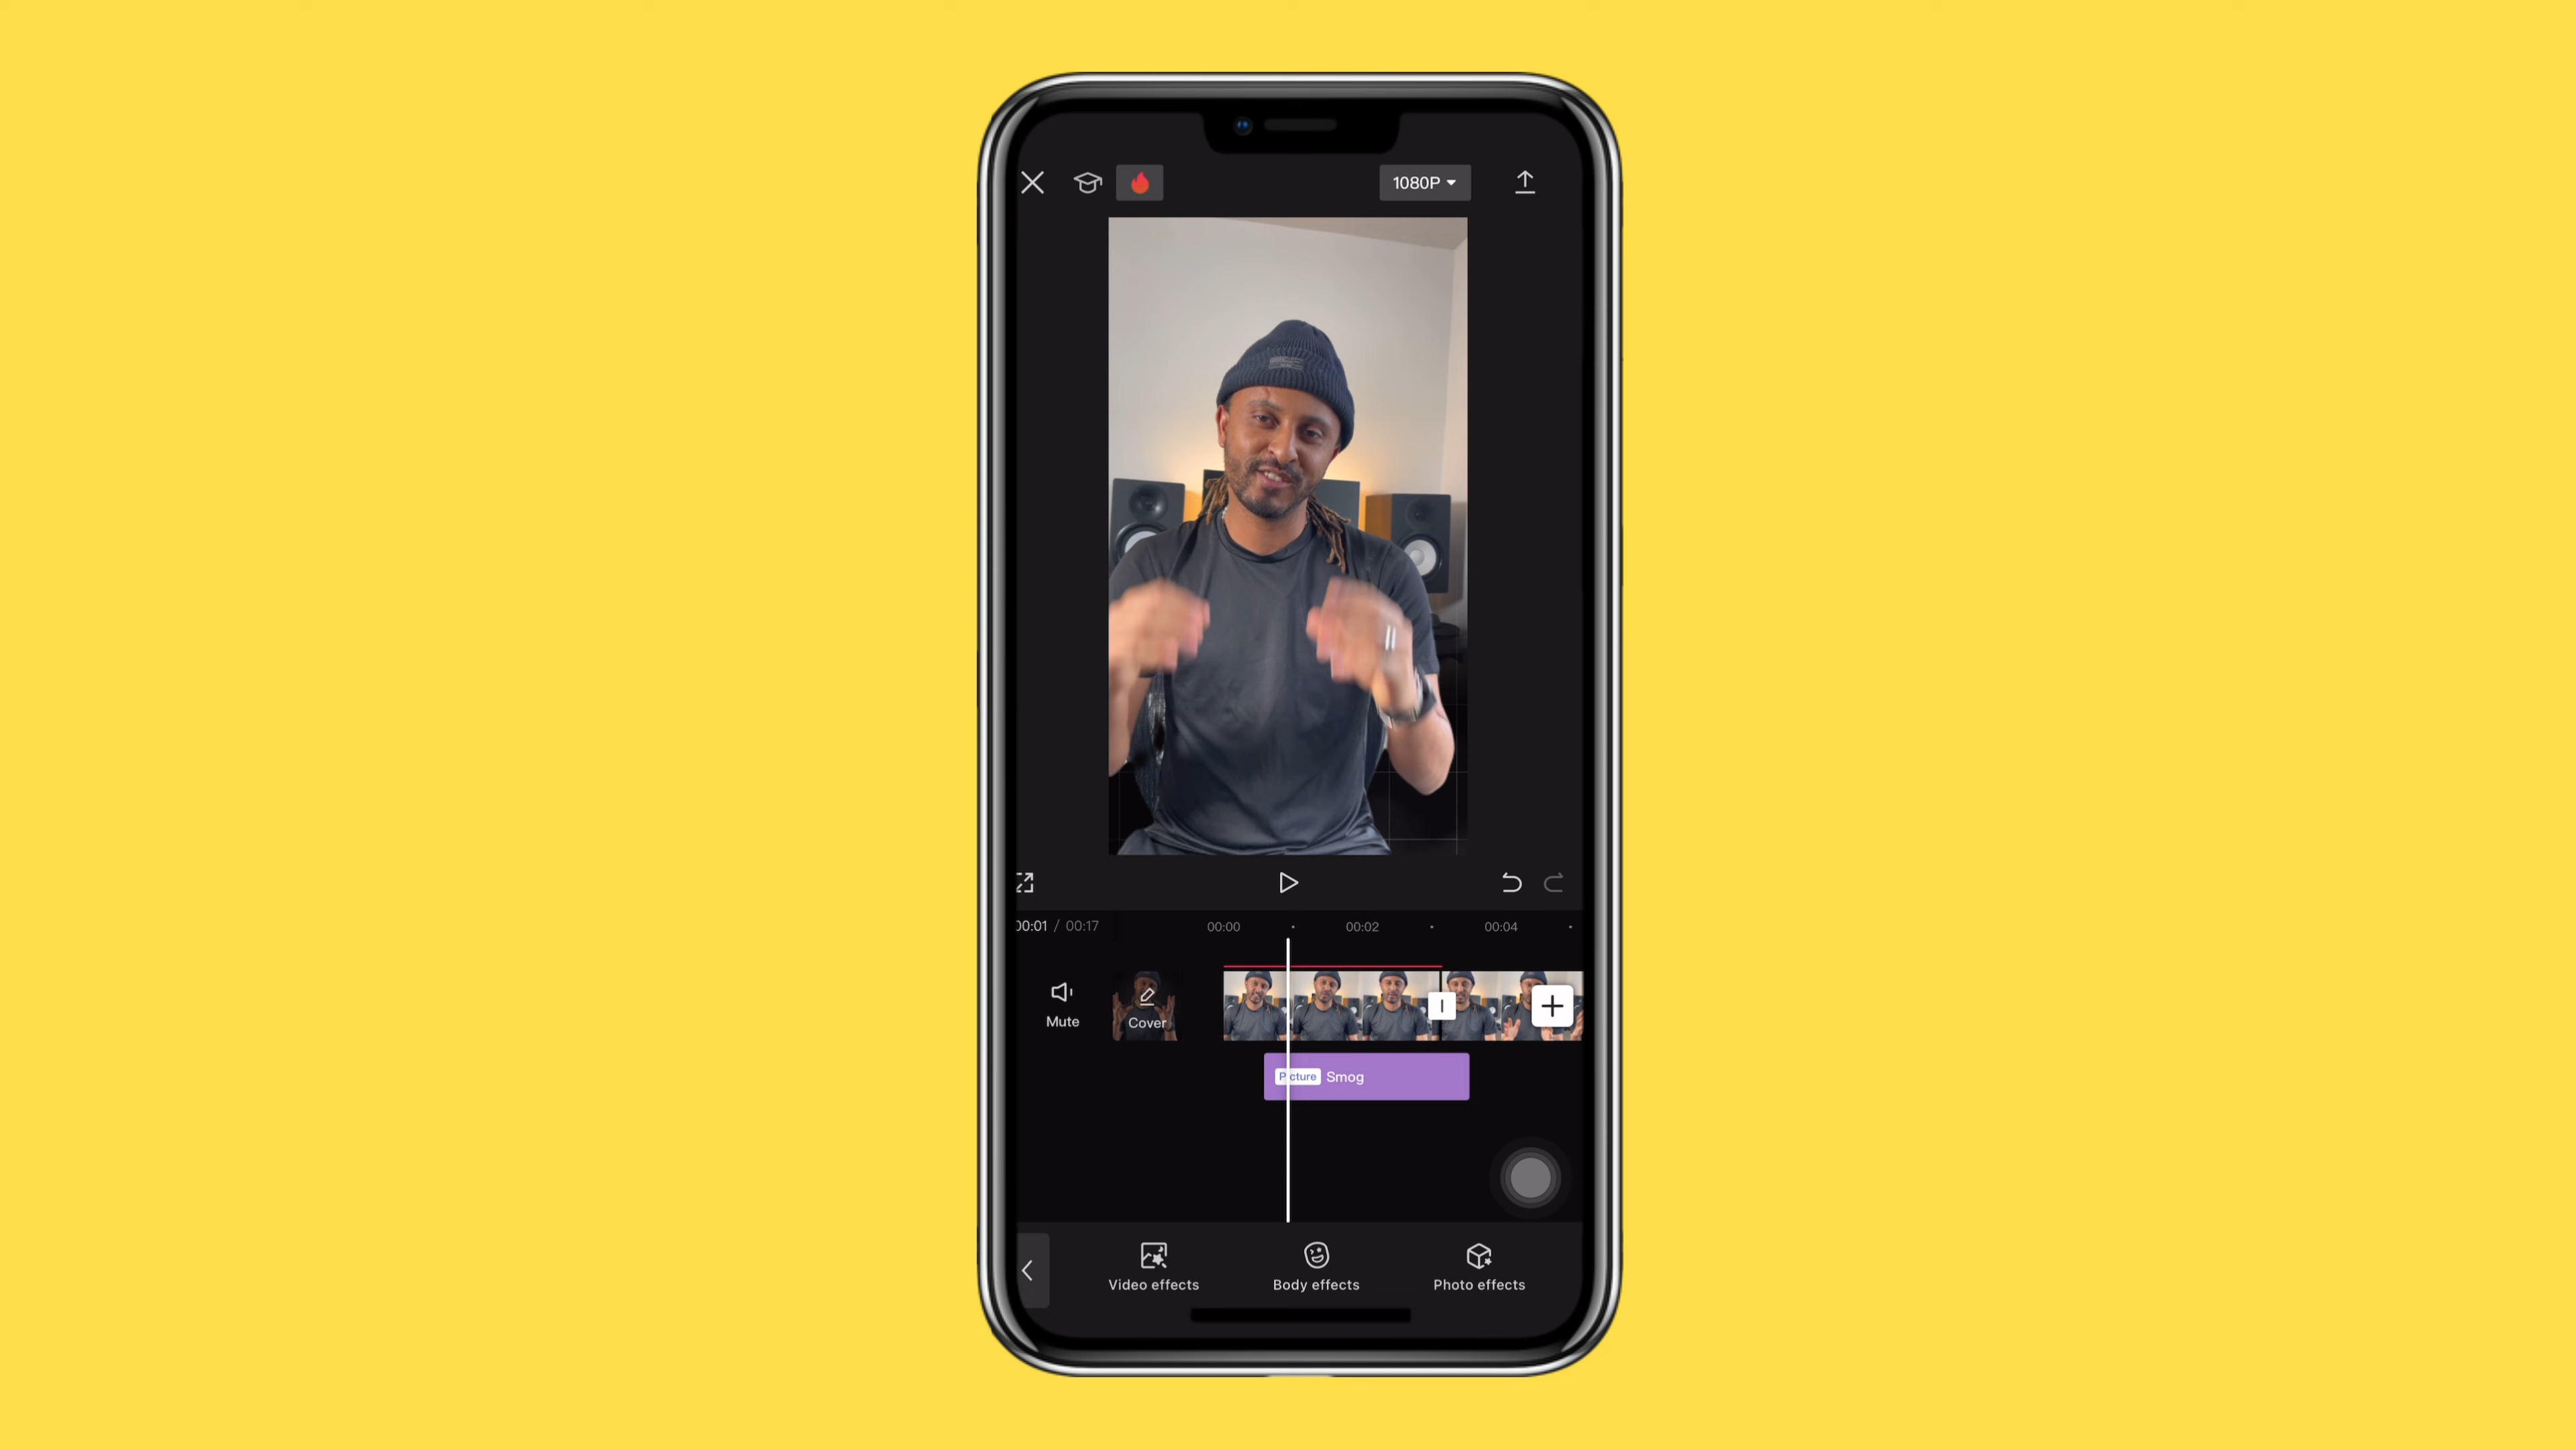 1080P
00:01 / 00:17
00:00
00:02
00:04
Mute
Cover
Picture Smog
Video effects
Body effects
Photo effects